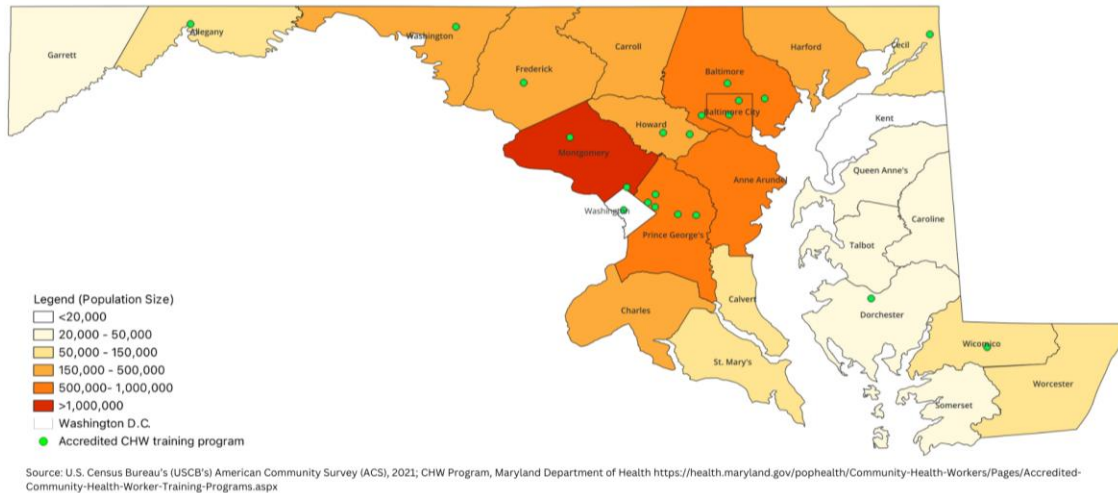 Garrett
Allegany
Washington
Frederick
Carroll
Baltimore
Harford
Cecil
Baltimore City
Howard
Kent
Montgomery
Queen Anne's
Anne Arundel
Washington
Caroline
Prince George's
Talbot
Calvert
Charles
Dorchester
St. Mary's
Wicomico
Worcester
Somerset
Legend (Population Size)
<20,000
20,000 - 50,000
50,000 - 150,000
150,000 - 500,000
500,000- 1,000,000
>1,000,000
Washington D.C.
Accredited CHW training program
Source: U.S. Census Bureau's (USCB's) American Community Survey (ACS), 2021; CHW Program, Maryland Department of Health https://health.maryland.gov/pophealth/Community-Health-Workers/Pages/Accredited-
Community-Health-Worker-Training-Programs.aspx